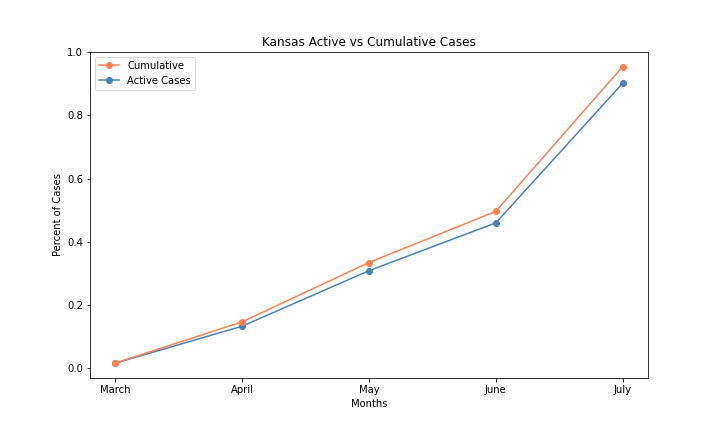 Kansas Active vs Cumulative Cases
Cumulative
Active Cases
Percent of Cases
1.0
0.8
0.6
0.4
0.2
0.0
March April May June July
Months